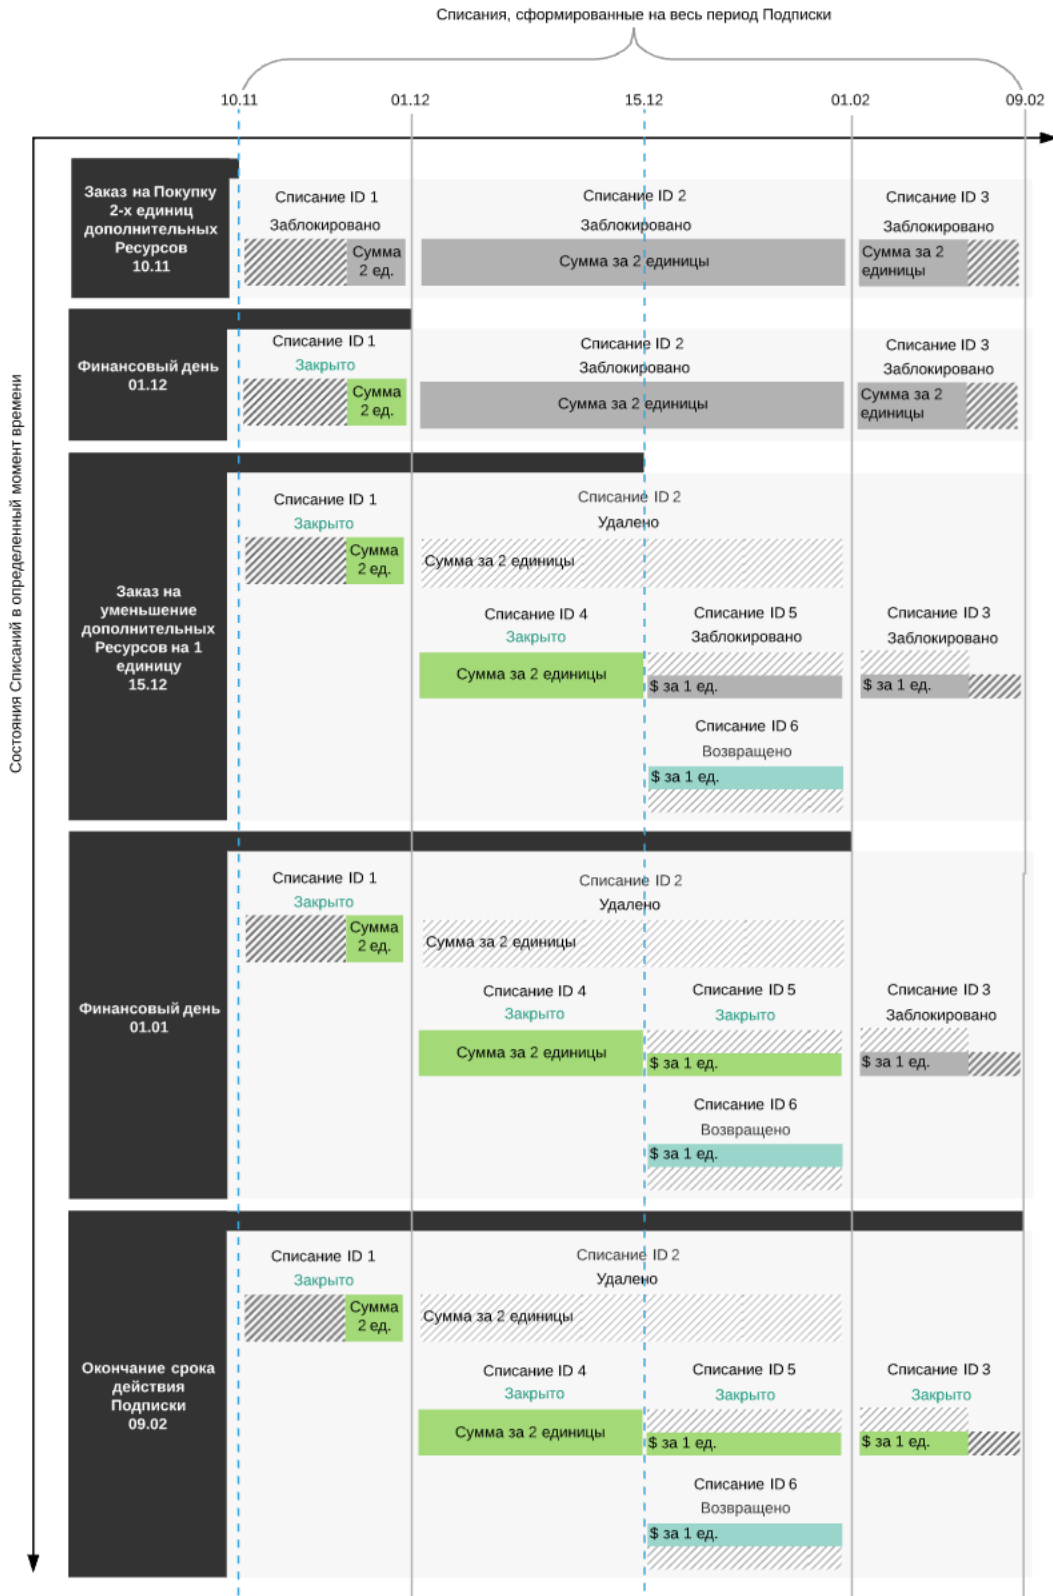 Списания, сформированные на весь период Подписки
10.11
01.12
15.12
01.02
09.02
Состояния Списаний в определенный момент времени
Заказ на Покупку
2-х единиц
дополнительных
Ресурсов
10.11
Списание ID 1
Заблокировано
Сумма
2 ед.
Списание ID 2
Заблокировано
Сумма за 2 единицы
Списание ID 3
Заблокировано
Сумма за 2
единицы
Финансовый день
01.12
Списание ID 1
Закрыто
Сумма
2 ед.
Списание ID 2
Заблокировано
Сумма за 2 единицы
Списание ID 3
Заблокировано
Сумма за 2
единицы
Заказ на
уменьшение
дополнительных
Ресурсов на 1
единицу
15.12
Списание ID 1
Закрыто
Сумма
2 ед.
Списание ID 2
Удалено
Сумма за 2 единицы
Списание ID 4
Закрыто
Сумма за 2 единицы
Списание ID 5
Заблокировано
$ за 1 ед.
Списание ID 3
Заблокировано
$ за 1 ед.
Списание ID 6
Возвращено
$ за 1 ед.
Финансовый день
01.01
Списание ID 1
Закрыто
Сумма
2 ед.
Списание ID 2
Удалено
Сумма за 2 единицы
Списание ID 4
Закрыто
Сумма за 2 единицы
Списание ID 5
Закрыто
$ за 1 ед.
Списание ID 3
Заблокировано
$ за 1 ед.
Списание ID 6
Возвращено
$ за 1 ед.
Окончание срока
действия
Подписки
09.02
Списание ID 1
Закрыто
Сумма
2 ед.
Списание ID 2
Удалено
Сумма за 2 единицы
Списание ID 4
Закрыто
Сумма за 2 единицы
Списание ID 5
Закрыто
$ за 1 ед.
Списание ID 3
Закрыто
$ за 1 ед.
Списание ID 6
Возвращено
$ за 1 ед.